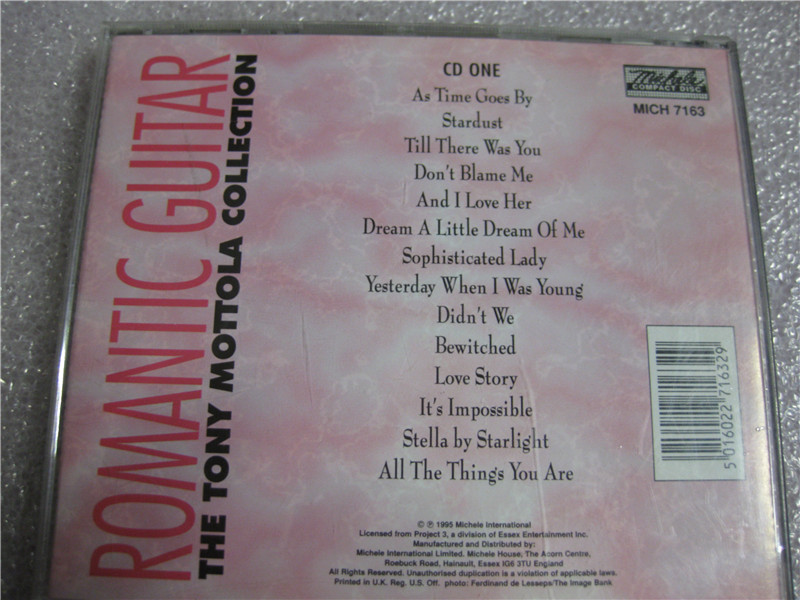 ROMANTIC GUITAR
THE TONY MOTTOLA COLLECTION
CD ONE
As Time Goes By
Stardust
Till There Was You
Don't Blame Me
And I Love Her
Dream A Little Dream Of Me
Sophisticated Lady
Yesterday When I Was Young
Didn't We
Bewitched
Love Story
It's Impossible
Stella by Starlight
All The Things You Are
Michele
COMPACT DISC
MICH 7163
5 016022 716329
© ℗ 1995 Michele International
Licensed from Project 3, a division of Essex Entertainment Inc.
Manufactured and Distributed by:
Michele International Limited. Michele House, The Acorn Centre,
Roebuck Road, Hainault, Essex IG6 3TU England
All Rights Reserved. Unauthorised duplication is a violation of applicable laws.
Printed in U.K. Reg. U.S. Off. photo: Ferdinand de Lesseps/The Image Bank